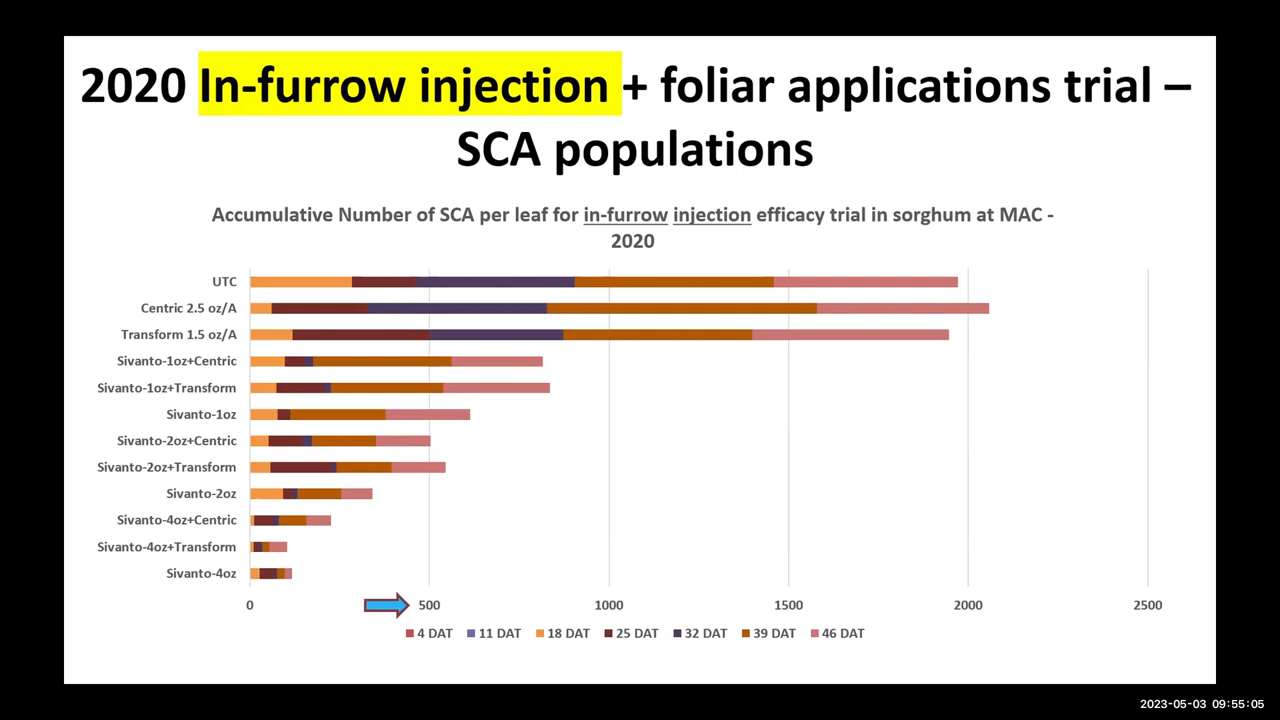 2020 In-furrow injection + foliar applications trial –
SCA populations
Accumulative Number of SCA per leaf for in-furrow injection efficacy trial in sorghum at MAC -
2020
UTC
Centric 2.5 oz/A
Transform 1.5 oz/A
Sivanto-1oz+Centric
Sivanto-1oz+Transform
Sivanto-1oz
Sivanto-2oz+Centric
Sivanto-2oz+Transform
Sivanto-2oz
Sivanto-4oz+Centric
Sivanto-4oz+Transform
Sivanto-4oz
0 500 1000 1500 2000 2500
4 DAT 11 DAT 18 DAT 25 DAT 32 DAT 39 DAT 46 DAT
2023-05-03 09:55:05